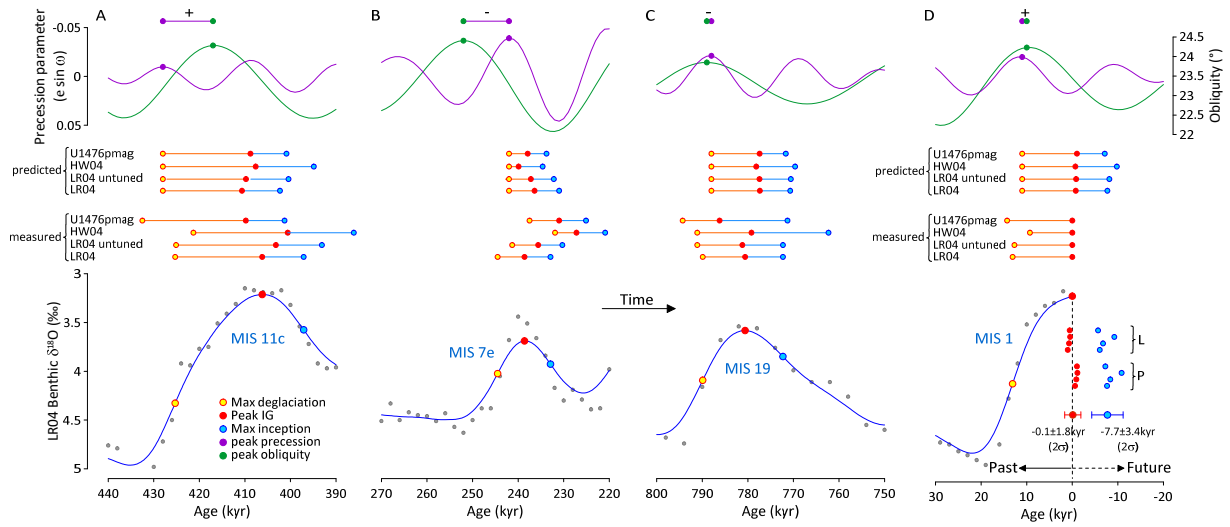 A + B - C - D +
Precession parameter
(e sin ω)
-0.05
0
0.05
24.5
24
23.5
23
22.5
22
Obliquity (°)
predicted
U1476pmag
HW04
LR04 untuned
LR04
U1476pmag
HW04
LR04 untuned
LR04
measured
U1476pmag
HW04
LR04 untuned
LR04
U1476pmag
HW04
LR04 untuned
LR04
LR04 Benthic δ18O (‰)
3
3.5
4
4.5
5
MIS 11c
MIS 7e
Time
MIS 19
MIS 1
L
P
Max deglaciation
Peak IG
Max inception
peak precession
peak obliquity
-0.1±1.8kyr
(2σ)
-7.7±3.4kyr
(2σ)
Past
Future
440 430 420 410 400 390
Age (kyr)
270 260 250 240 230 220
Age (kyr)
800 790 780 770 760 750
Age (kyr)
30 20 10 0 -10 -20
Age (kyr)